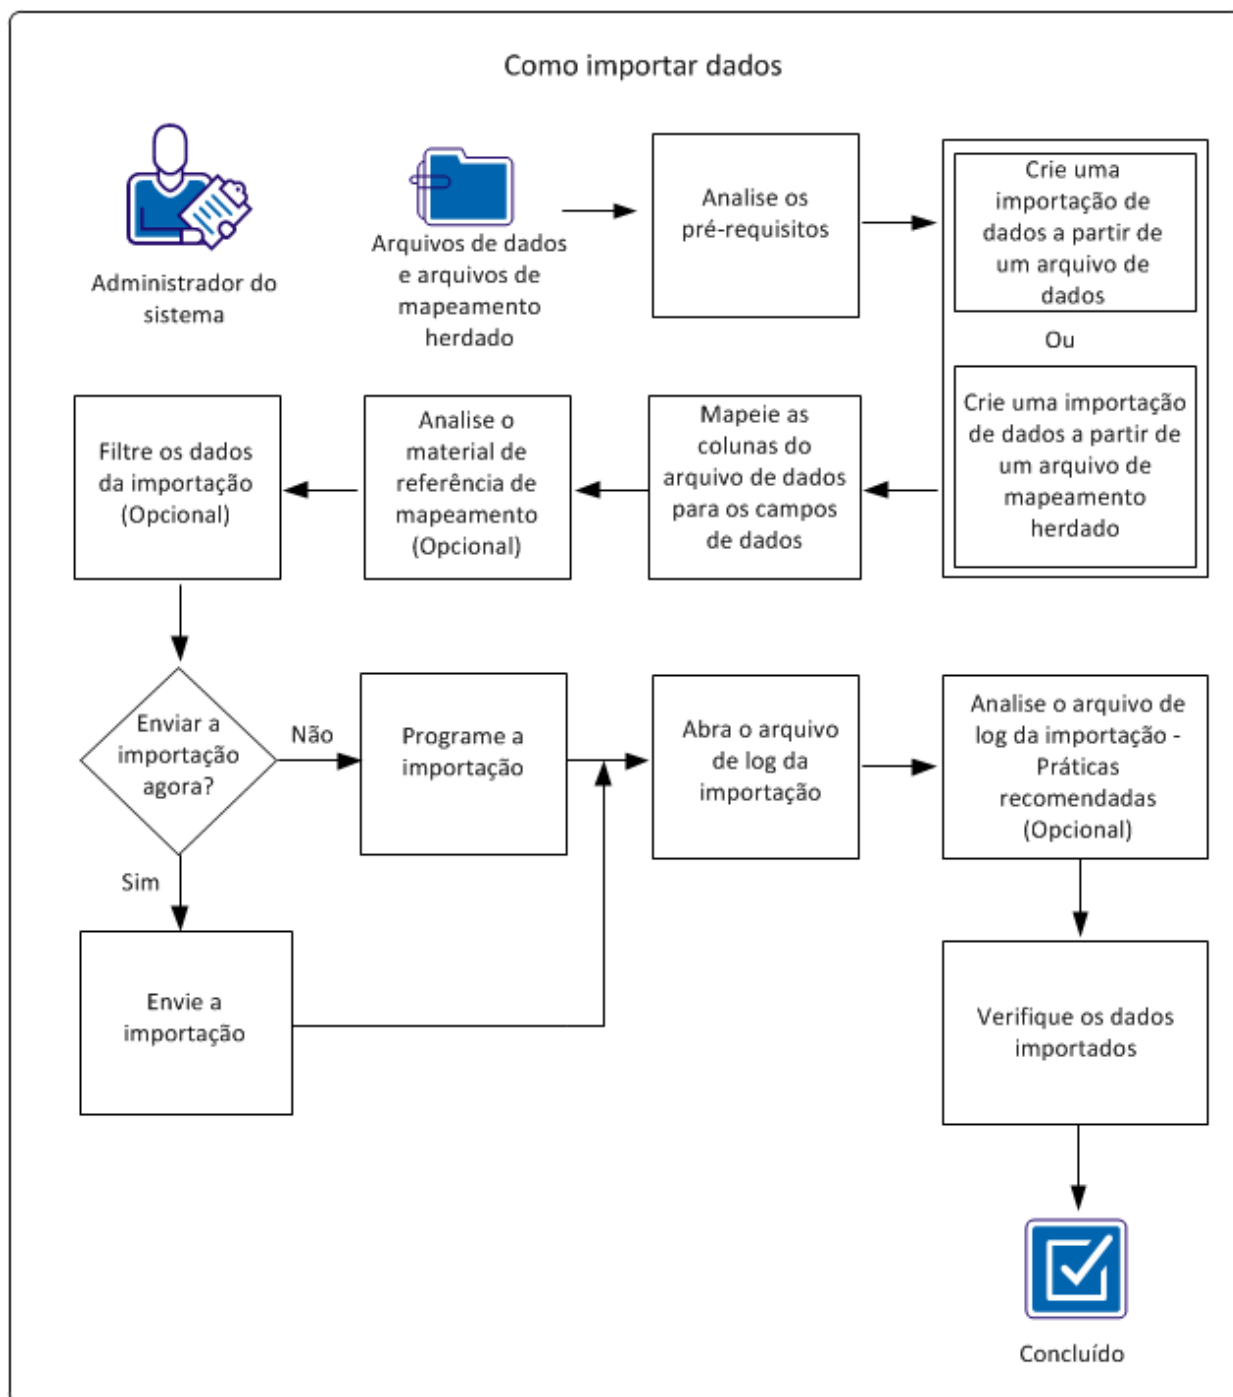 Como importar dados
Administrador do
sistema
Arquivos de dados
e arquivos de
mapeamento
herdado
Analise os
pré-requisitos
Crie uma
importação de
dados a partir de
um arquivo de
dados
Ou
Crie uma importação
de dados a partir de
um arquivo de
mapeamento
herdado
Mapeie as
colunas do
arquivo de dados
para os campos
de dados
Analise o
material de
referência de
mapeamento
(Opcional)
Filtre os dados
da importação
(Opcional)
Enviar a
importação
agora?
Não
Programe a
importação
Abra o arquivo
de log da
importação
Analise o arquivo de
log da importação -
Práticas
recomendadas
(Opcional)
Sim
Envie a
importação
Verifique os dados
importados
Concluído